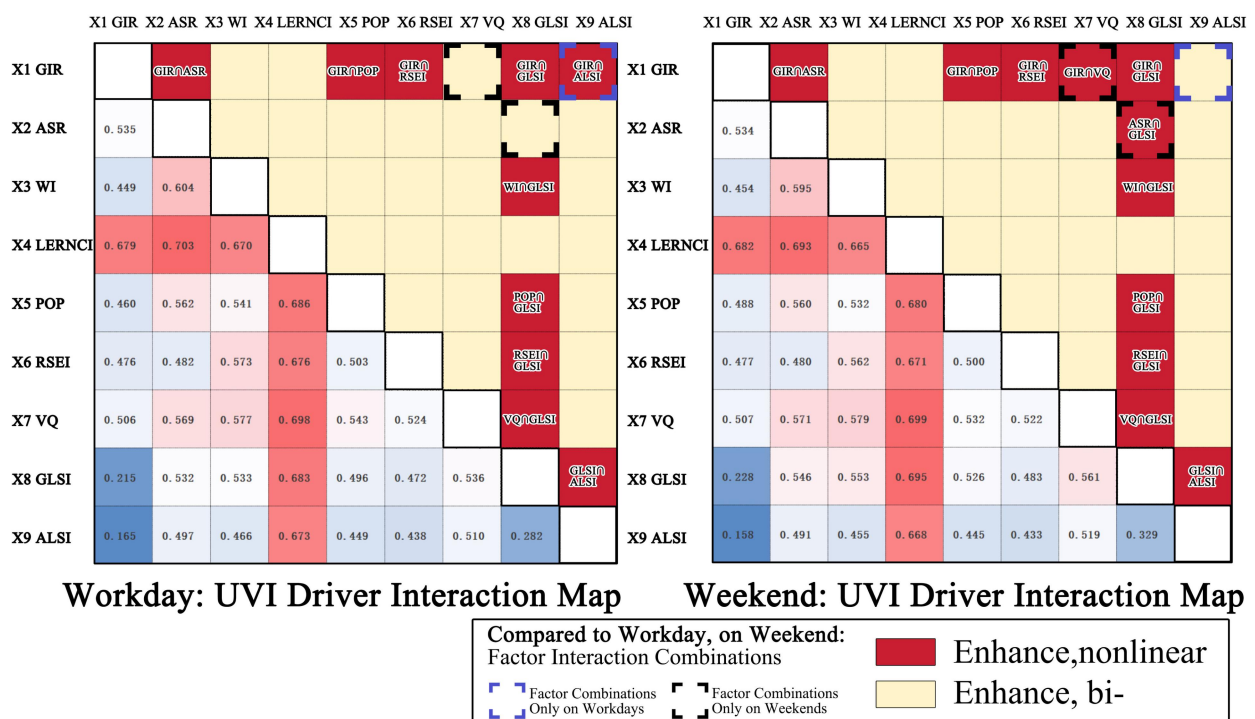 X1 GIR X2 ASR X3 WI X4 LERNCI X5 POP X6 RSEI X7 VQ X8 GLSI X9 ALSI
X1 GIR GIR∩ASR GIR∩POP GIR∩ RSEI GIR∩ GLSI GIR∩ ALSI
X2 ASR 0.535
X3 WI 0.449 0.604 WI∩GLSI
X4 LERNCI 0.679 0.703 0.670
X5 POP 0.460 0.562 0.541 0.686 POP∩ GLSI
X6 RSEI 0.476 0.482 0.573 0.676 0.503 RSEI∩ GLSI
X7 VQ 0.506 0.569 0.577 0.698 0.543 0.524 VQ∩GLSI
X8 GLSI 0.215 0.532 0.533 0.683 0.496 0.472 0.536 GLSI∩ ALSI
X9 ALSI 0.165 0.497 0.466 0.673 0.449 0.438 0.510 0.282
Workday: UVI Driver Interaction Map
X1 GIR X2 ASR X3 WI X4 LERNCI X5 POP X6 RSEI X7 VQ X8 GLSI X9 ALSI
X1 GIR GIR∩ASR GIR∩POP GIR∩ RSEI GIR∩VQ GIR∩ GLSI
X2 ASR 0.534 ASR∩ GLSI
X3 WI 0.454 0.595 WI∩GLSI
X4 LERNCI 0.682 0.693 0.665
X5 POP 0.488 0.560 0.532 0.680 POP∩ GLSI
X6 RSEI 0.477 0.480 0.562 0.671 0.500 RSEI∩ GLSI
X7 VQ 0.507 0.571 0.579 0.699 0.532 0.522 VQ∩GLSI
X8 GLSI 0.228 0.546 0.553 0.695 0.526 0.483 0.561 GLSI∩ ALSI
X9 ALSI 0.158 0.491 0.455 0.668 0.445 0.433 0.519 0.329
Weekend: UVI Driver Interaction Map
Compared to Workday, on Weekend:
Factor Interaction Combinations
Factor Combinations
Only on Workdays
Factor Combinations
Only on Weekends
Enhance,nonlinear
Enhance, bi-